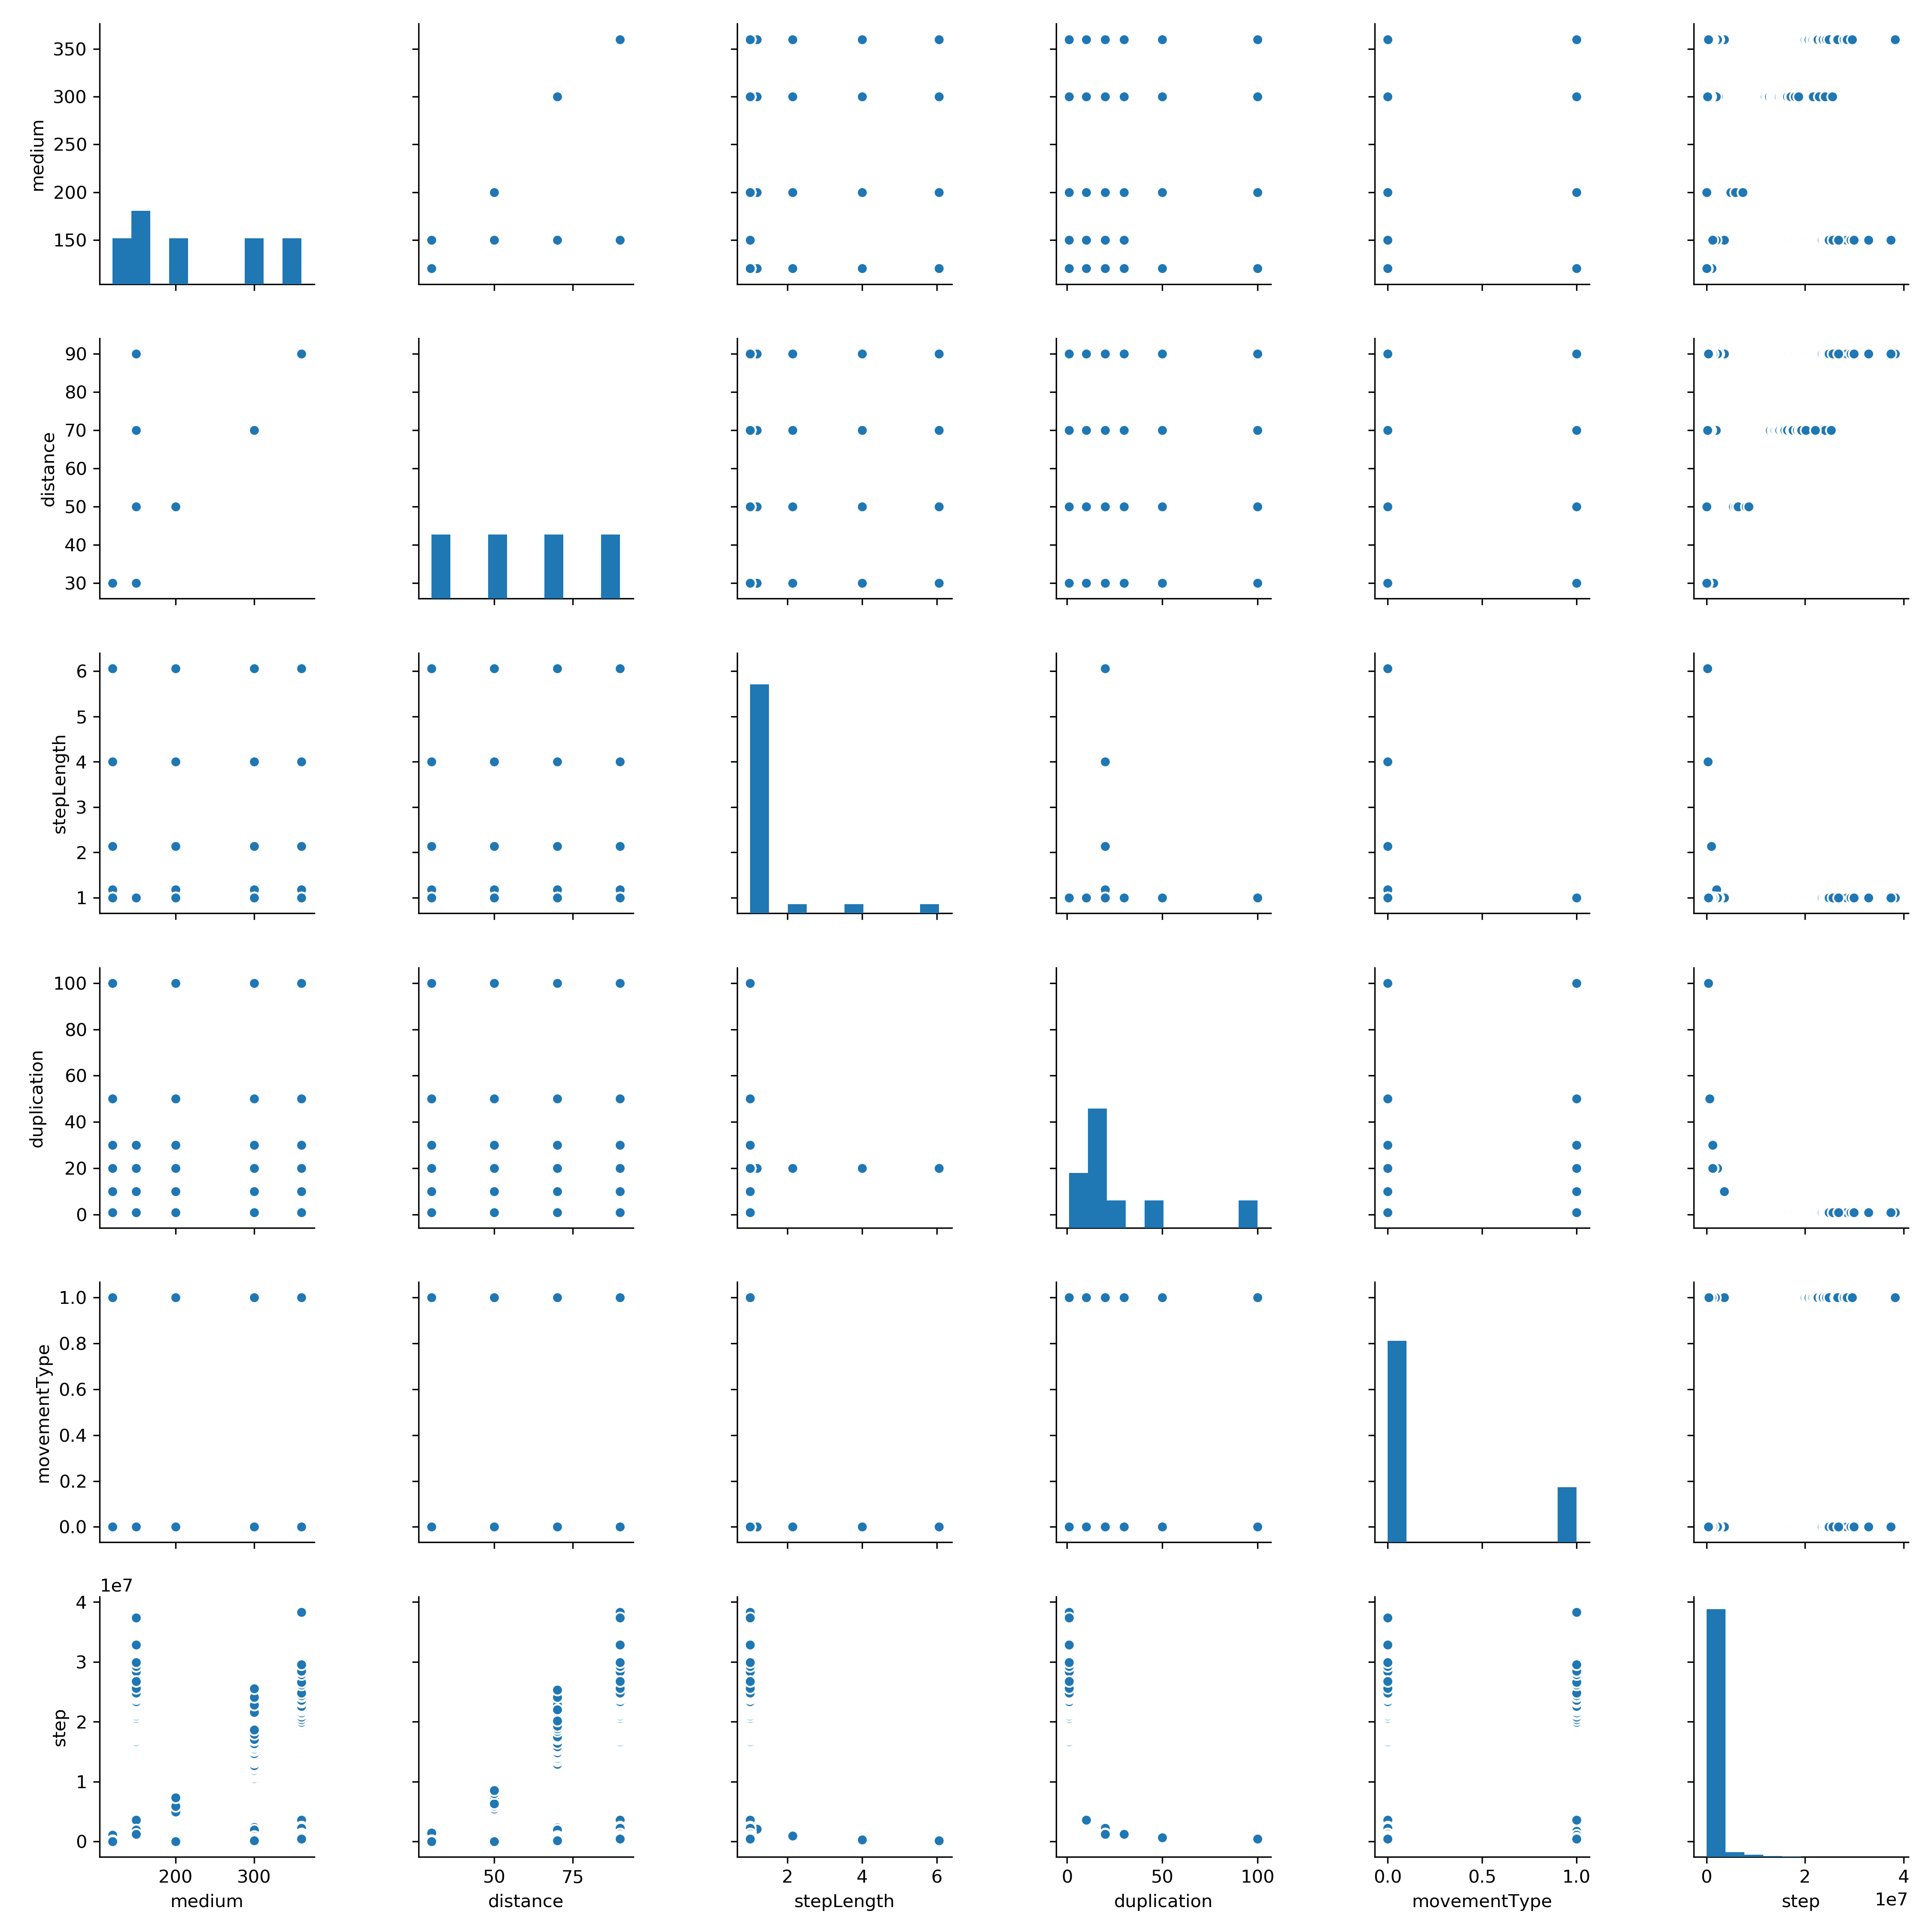 350
300
250
200
150
medium
90
80
70
60
50
40
30
distance
6
5
4
3
2
1
stepLength
100
80
60
40
20
0
duplication
1.0
0.8
0.6
0.4
0.2
0.0
movementType
1e7
4
3
2
1
0
step
200 300
medium
50 75
distance
2 4 6
stepLength
0 50 100
duplication
0.0 0.5 1.0
movementType
0 2 4
step 1e7